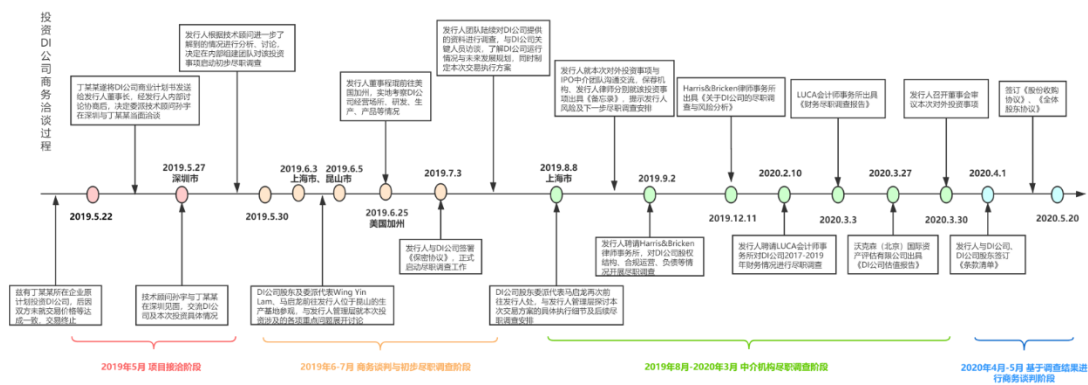 投资DI公司商务洽谈过程
丁某某遂将DI公司商业计划书发送
给发行人董事长，经发行人内部讨
论协商后，决定委派技术顾问孙宇
在深圳与丁某某当面洽谈
发行人根据技术顾问进一步了
解到的情况进行分析、讨论，
决定在内部组建团队对该投资
事项启动初步尽职调查
发行人董事程琨前往美
国加州，实地考察DI公
司经营场所、研发、生
产、产品等情况
发行人团队陆续对DI公司提供
的资料进行调查，与DI公司关
键人员访谈，了解DI公司运行
情况与未来发展规划，同时制
定本次交易执行方案
发行人就本次对外投资事项与
IPO中介团队沟通交流，保荐机
构、发行人律师分别就该投资事
项出具《备忘录》，提示发行人
风险及下一步尽职调查安排
Harris&Bricken律师事务所
出具《关于DI公司的尽职调
查与风险分析》
LUCA会计师事务所出具
《财务尽职调查报告》
发行人召开董事会审
议本次对外投资事项
签订《股份收购
协议》、《全体
股东协议》
2019.5.22
2019.5.27
深圳市
2019.5.30
2019.6.3
上海市、昆山市
2019.6.5
2019.6.25
美国加州
2019.7.3
2019.8.8
上海市
2019.9.2
2019.12.11
2020.2.10
2020.3.3
2020.3.27
2020.3.30
2020.4.1
2020.5.20
兹有丁某某所在企业原
计划投资DI公司，后因
双方未就交易价格等达
成一致，交易终止
技术顾问孙宇与丁某某
在深圳见面，交流DI公
司及本次投资具体情况
DI公司股东及委派代表Wing Yin
Lam、马启龙前往发行人位于昆山的生
产基地参观，与发行人管理层就本次投
资涉及的各项重点问题展开讨论
发行人与DI公司签署
《保密协议》，正式
启动尽职调查工作
DI公司股东委派代表马启龙再次前
往发行人处，与发行人管理层探讨本
次交易方案的具体执行细节及后续尽
职调查安排
发行人聘请Harris&Bricken
律师事务所，对DI公司股权
结构、合规运营、负债等情
况开展尽职调查
发行人聘请LUCA会计师事
务所对DI公司2017-2019
年财务情况进行尽职调查
沃克森（北京）国际资
产评估有限公司出具
《DI公司估值报告》
发行人与DI公司、
DI公司股东签订
《条款清单》
2019年5月 项目接洽阶段
2019年6-7月 商务谈判与初步尽职调查阶段
2019年8月-2020年3月 中介机构尽职调查阶段
2020年4月-5月 基于调查结果进
行商务谈判阶段